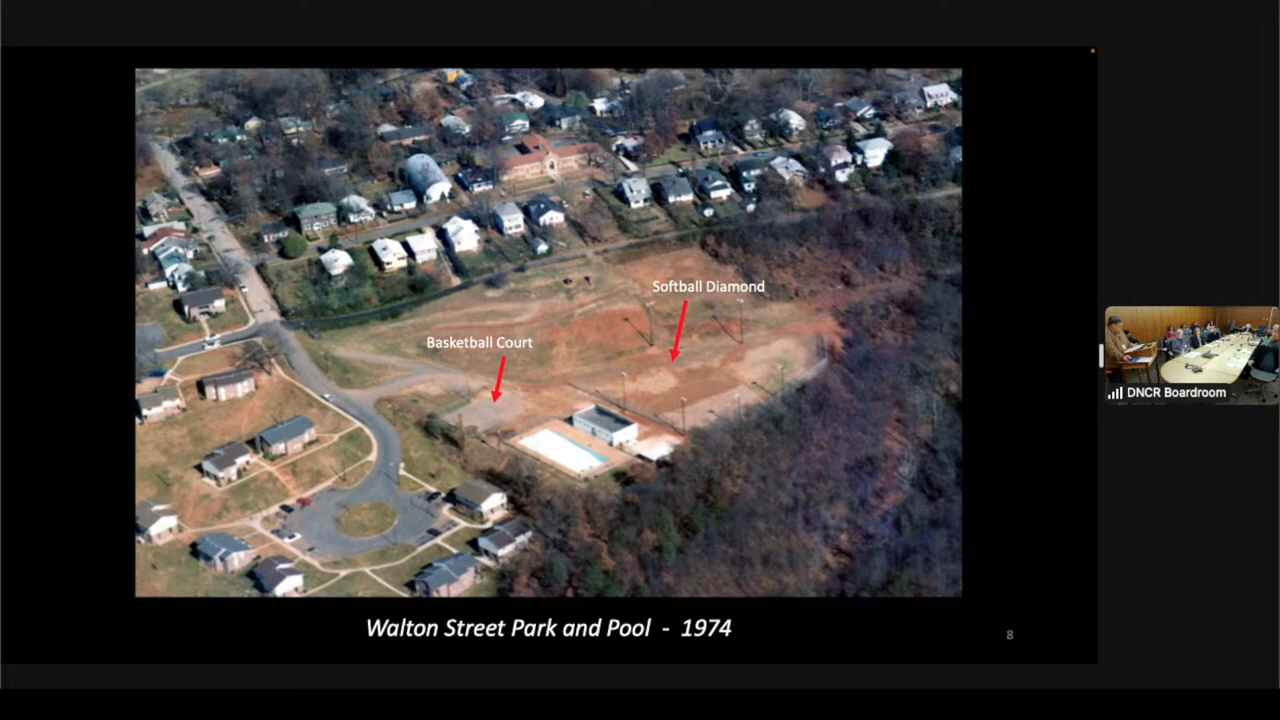 Softball Diamond
Basketball Court
DNCR Boardroom
Walton Street Park and Pool - 1974
8